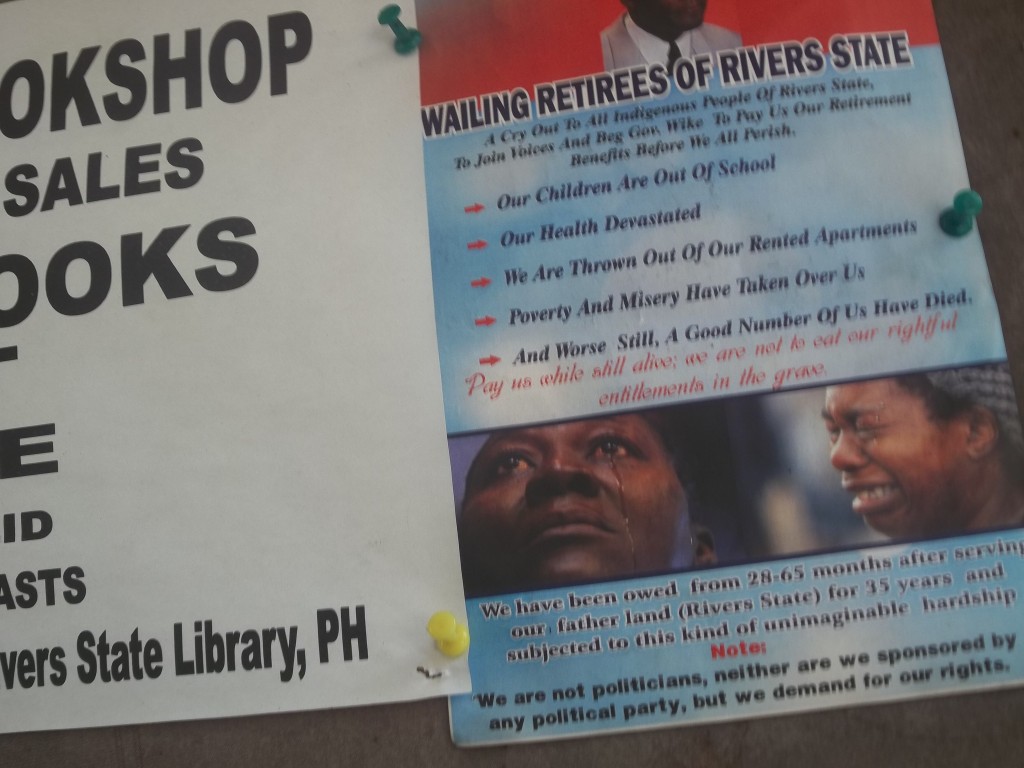 OKSHOP
SALES
OOKS
E
ID
ASTS
vers State Library, PH
WAILING RETIREES OF RIVERS STATE
A Cry Out To All Indigenous People Of Rivers State,
To Join Voices And Beg Gov. Wike To Pay Us Our Retirement
Benefits Before We All Perish.
Our Children Are Out Of School
Our Health Devastated
We Are Thrown Out Of Our Rented Apartments
Poverty And Misery Have Taken Over Us
And Worse Still, A Good Number Of Us Have Died.
Pay us while still alive; we are not to eat our rightful
entitlements in the grave.
We have been owed from 28-65 months after serving
our father land (Rivers State) for 35 years and
subjected to this kind of unimaginable hardship
Note:
We are not politicians, neither are we sponsored by
any political party, but we demand for our rights.